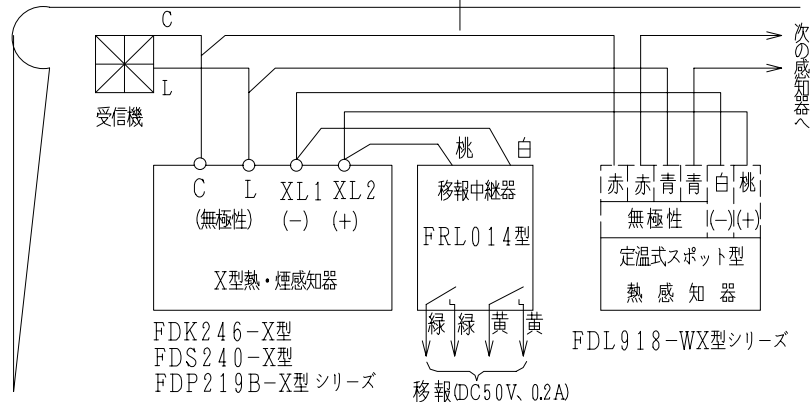 C
L
受信機
次の感知器へ
桃 白
C L XL1 XL2
(無極性) (-) (+)
X型熱・煙感知器
移報中継器
FRL014型
赤 赤 青 青 白 桃
無極性 (-) (+)
定温式スポット型
熱感知器
緑 緑 黄 黄
FDK246-X型
FDS240-X型
FDP219B-X型シリーズ
FDL918-WX型シリーズ
移報(DC50V、0.2A)